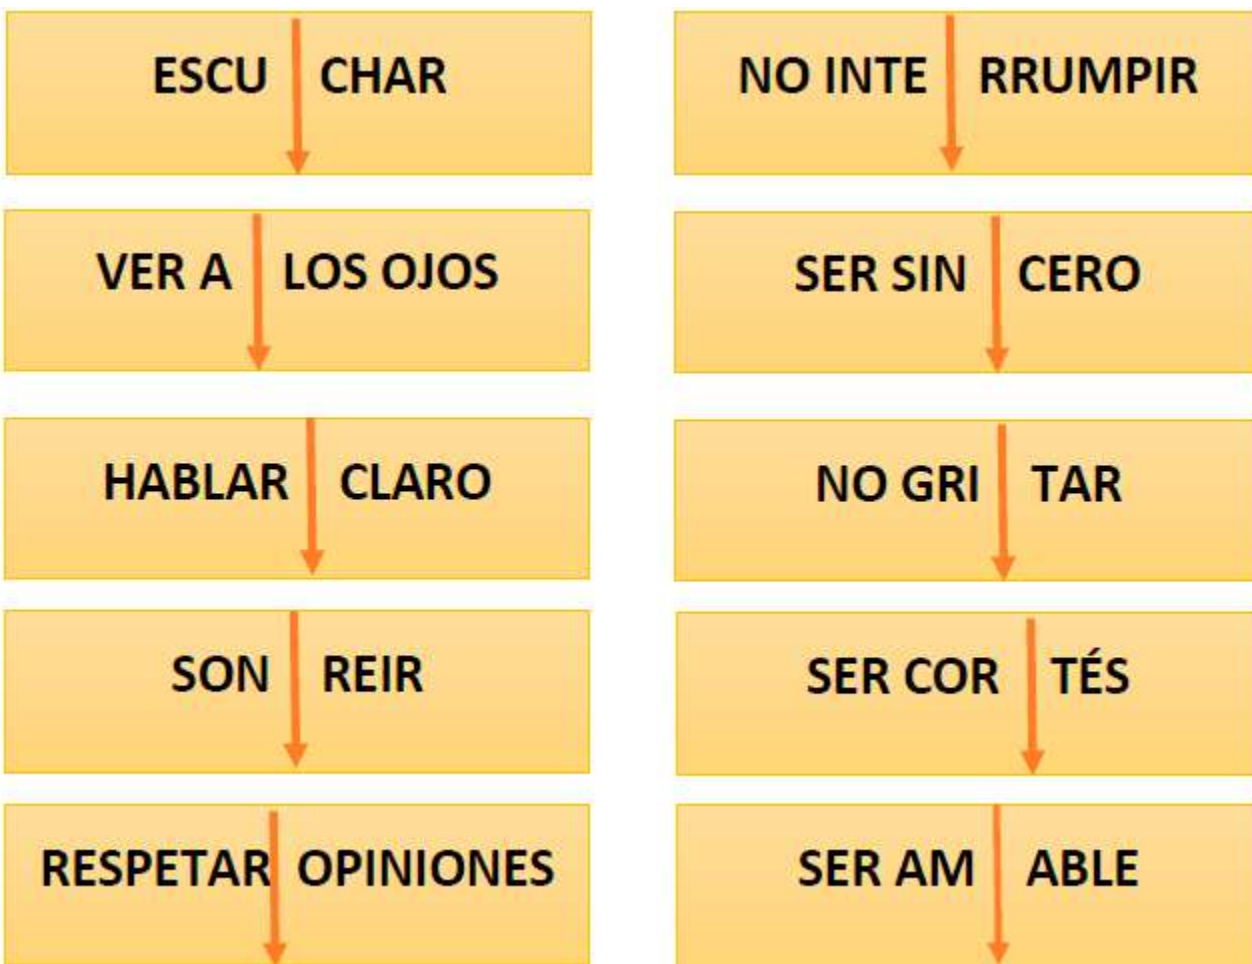 ESCU CHAR
NO INTE RRUMPIR
VER A LOS OJOS
SER SIN CERO
HABLAR CLARO
NO GRI TAR
SON REIR
SER COR TÉS
RESPETAR OPINIONES
SER AM ABLE